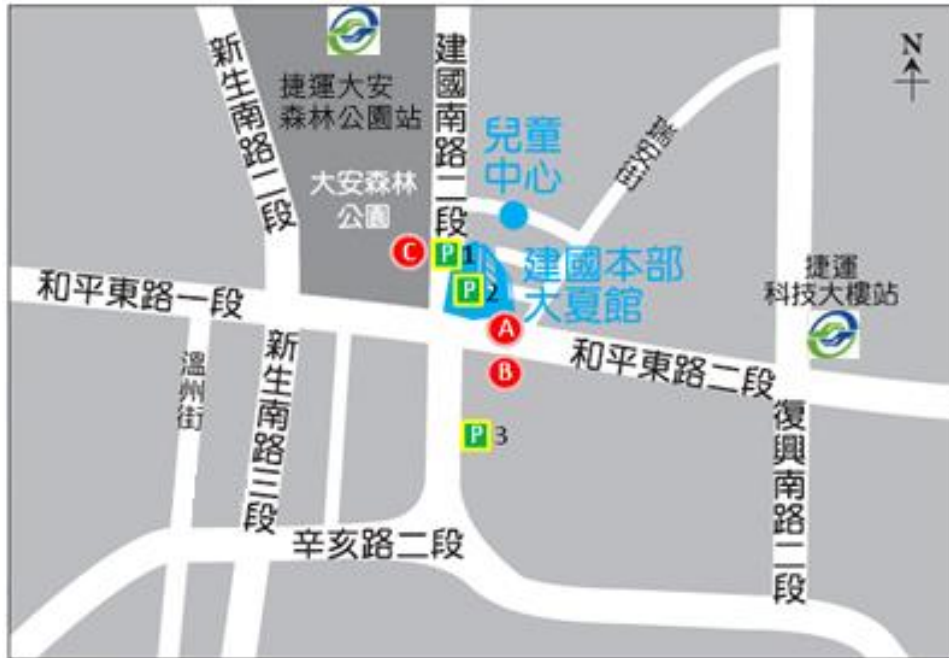 新生南路二段
捷運大安
森林公園站
大安森林
公園
建國南路二段
兒童
中心
瑞安街
N
C
P 1
P 2
建國本部
大夏館
A
B
捷運
科技大樓站
和平東路一段
和平東路二段
溫州街
新生南路三段
P 3
復興南路二段
辛亥路二段